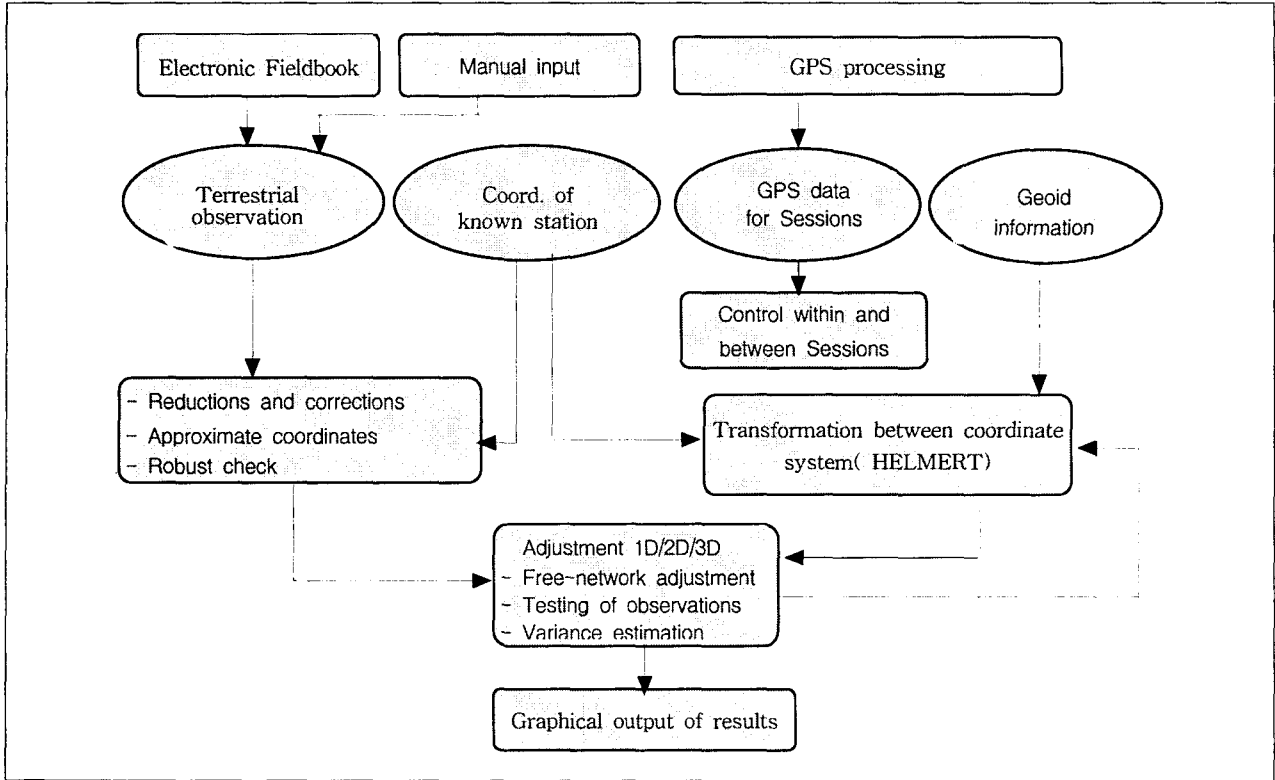 Electronic Fieldbook
Manual input
GPS processing
Terrestrial
observation
Coord. of
known station
GPS data
for Sessions
Geoid
information
Control within and
between Sessions
- Reductions and corrections
- Approximate coordinates
- Robust check
Transformation between coordinate
system( HELMERT)
Adjustment 1D/2D/3D
- Free-network adjustment
- Testing of observations
- Variance estimation
Graphical output of results